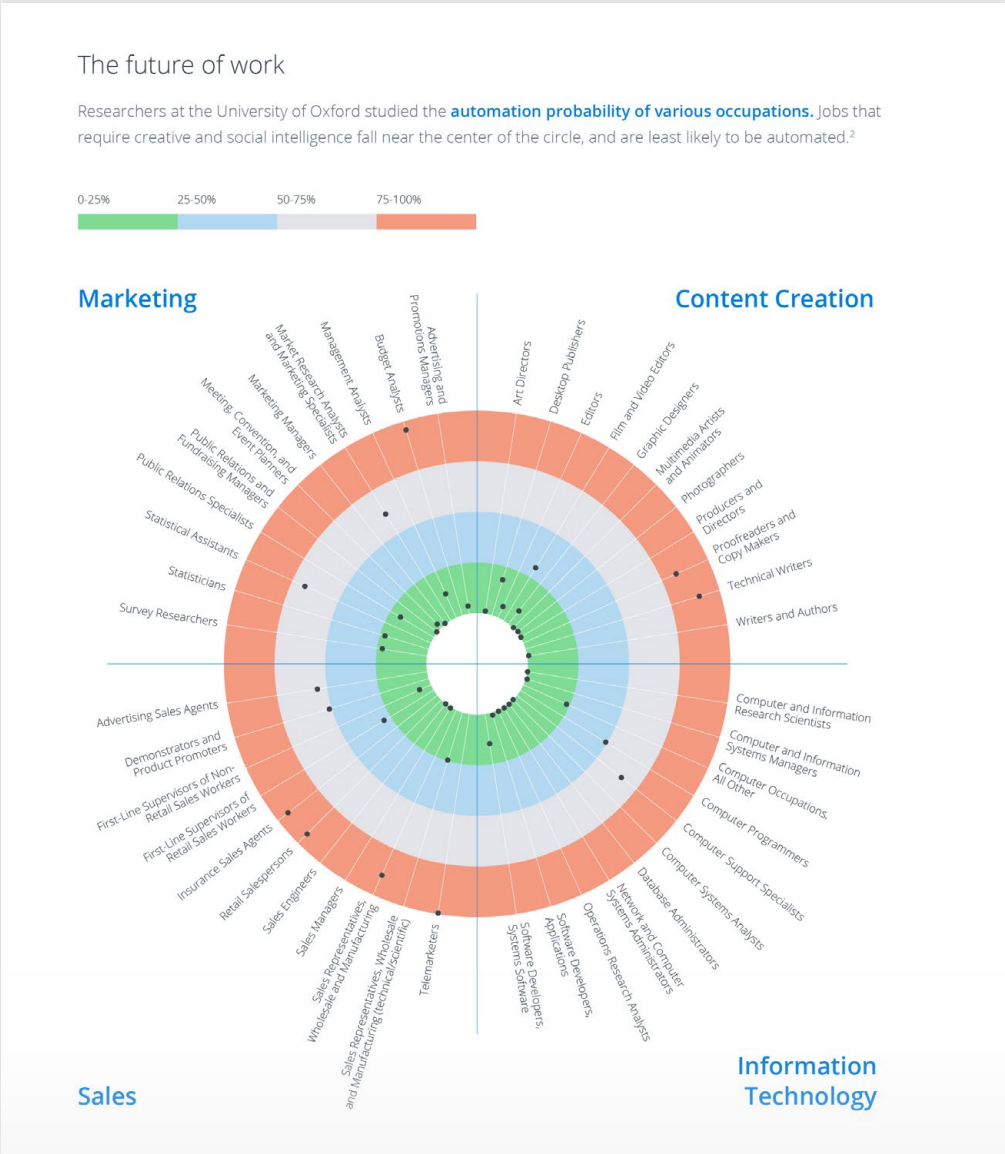 The future of work
Researchers at the University of Oxford studied the automation probability of various occupations. Jobs that
require creative and social intelligence fall near the center of the circle, and are least likely to be automated.2
0-25%
25-50%
50-75%
75-100%
Marketing
Content Creation
Survey Researchers
Statisticians
Statistical Assistants
Public Relations Specialists
Public Relations and
Fundraising Managers
Meeting, Convention, and
Event Planners
Marketing Managers
Market Research Analysts
and Marketing Specialists
Management Analysts
Budget Analysts
Advertising and
Promotions Managers
Art Directors
Desktop Publishers
Editors
Film and Video Editors
Graphic Designers
Multimedia Artists
and Animators
Photographers
Producers and
Directors
Proofreaders and
Copy Makers
Technical Writers
Writers and Authors
Computer and Information
Research Scientists
Computer and Information
Systems Managers
Computer Occupations,
All Other
Computer Programmers
Computer Support Specialists
Computer Systems Analysts
Database Administrators
Network and Computer
Systems Administrators
Operations Research Analysts
Software Developers,
Applications
Software Developers,
Systems Software
Telemarketers
Sales Representatives, Wholesale
and Manufacturing (technical/scientific)
Sales Representatives,
Wholesale and Manufacturing
Sales Managers
Sales Engineers
Retail Salespersons
Insurance Sales Agents
First-Line Supervisors of
Retail Sales Workers
First-Line Supervisors of Non-
Retail Sales Workers
Demonstrators and
Product Promoters
Advertising Sales Agents
Sales
Information
Technology